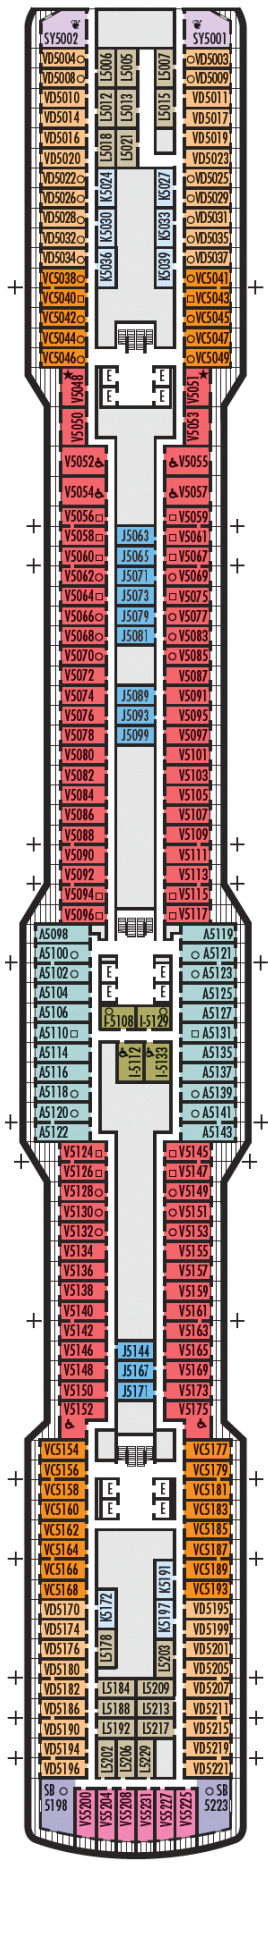 SY5002 SY5001
L5006 L5005 L5007
VD5004 VD5003
VD5008 VD5009
VD5010 L5012 L5013 L5015 VD5011
VD5014 VD5017
VD5016 L5018 L5021 VD5019
VD5020 VD5023
VD5022 K5024 K5027 VD5025
VD5026 VD5029
VD5028 K5030 K5033 VD5031
VD5032 VD5035
VD5034 K5036 K5039 VD5037
VC5038 VC5041
VC5040 VC5043
VC5042 VC5045
VC5044 VC5047
VC5046 VC5049
V5048 E E V5051
V5050 E E V5053
V5052 V5055
V5054 V5057
V5056 V5059
V5058 J5063 V5061
V5060 J5065 V5067
V5062 J5071 V5069
V5064 J5073 V5075
V5066 J5079 V5077
V5068 J5081 V5083
V5070 V5085
V5072 V5087
V5074 J5089 V5091
V5076 J5093 V5095
V5078 J5099 V5097
V5080 V5101
V5082 V5103
V5084 V5105
V5086 V5107
V5088 V5109
V5090 V5111
V5092 V5113
V5094 V5115
V5096 V5117
A5098 A5119
A5100 A5121
A5102 E E A5123
A5104 E E A5125
A5106 I-5108 I-5129 A5127
A5110 A5131
A5114 I-5112 I-5133 A5135
A5116 A5137
A5118 A5139
A5120 A5141
A5122 A5143
V5124 V5145
V5126 V5147
V5128 V5149
V5130 V5151
V5132 V5153
V5134 V5155
V5136 V5157
V5138 V5159
V5140 V5161
V5142 V5163
V5146 J5144 V5165
V5148 J5167 V5169
V5150 J5171 V5173
V5152 V5175
VC5154 VC5177
VC5156 VC5179
VC5158 E E VC5181
VC5160 E E VC5183
VC5162 VC5185
VC5164 VC5187
VC5166 K5191 VC5189
VC5168 VC5193
VD5170 K5172 K5197 VD5195
VD5174 VD5199
VD5176 L5178 L5203 VD5201
VD5180 VD5205
VD5182 L5184 L5209 VD5207
VD5186 L5188 L5213 VD5211
VD5190 L5192 L5217 VD5215
VD5194 L5202 L5206 L5229 VD5219
VD5196 VD5221
SB SB
5198 5223
VS5200 VS5204 VS5208 VS5231 VS5227 VS5225